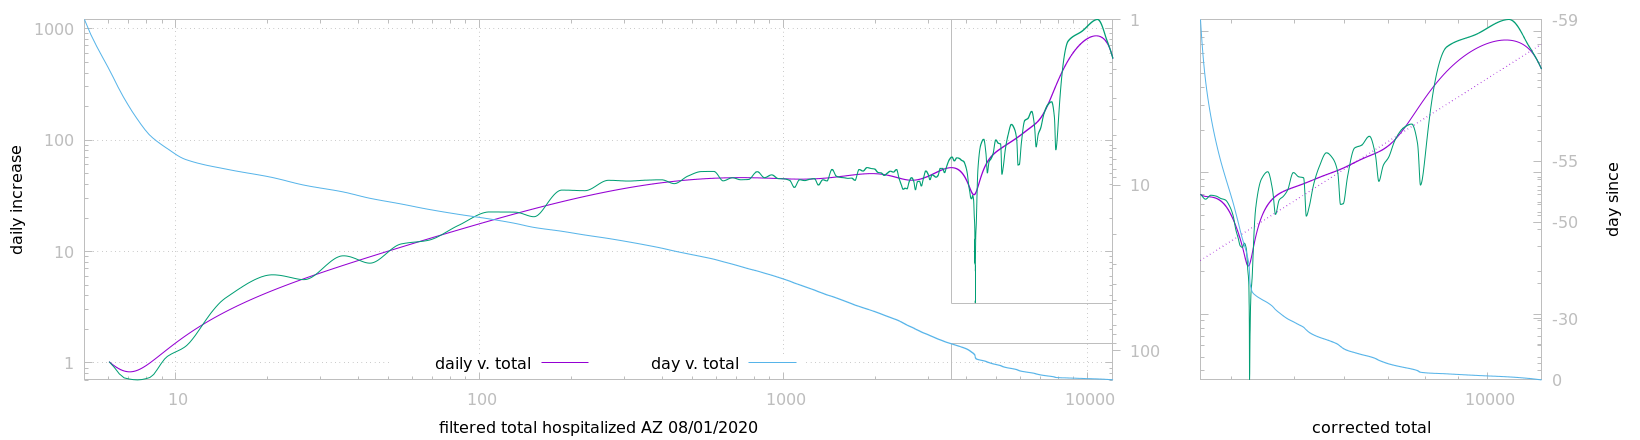 1000
100
10
1
daily increase
10
100
1000
10000
filtered total hospitalized AZ 08/01/2020
daily v. total
day v. total
1
10
100
-59
-55
-50
-30
0
day since
10000
corrected total